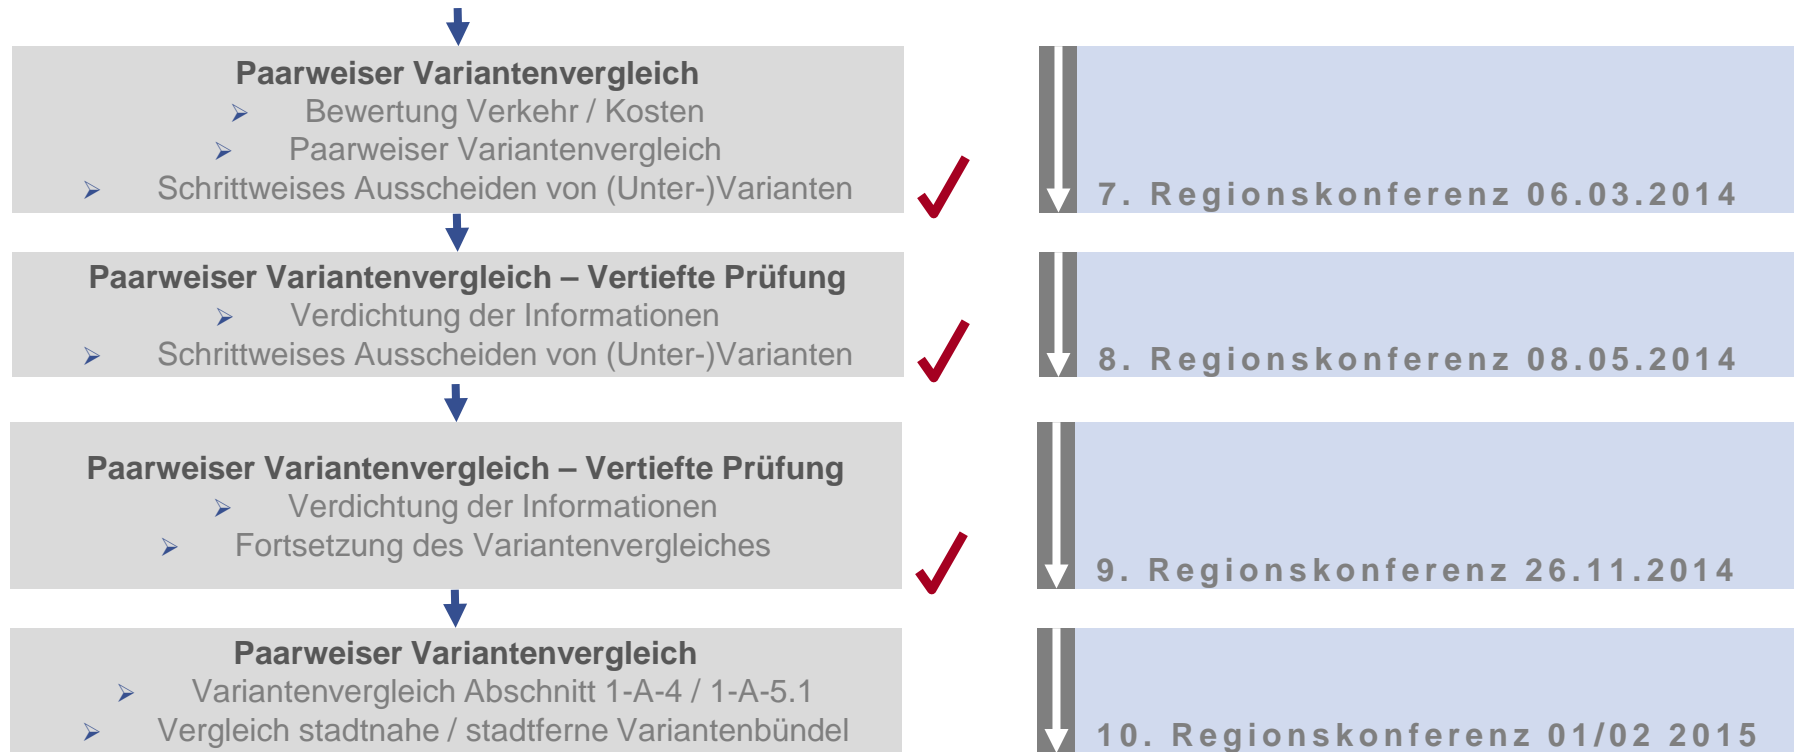 Paarweiser Variantenvergleich
➢ Bewertung Verkehr / Kosten
➢ Paarweiser Variantenvergleich
➢ Schrittweises Ausscheiden von (Unter-)Varianten
7. Regionskonferenz 06.03.2014
Paarweiser Variantenvergleich – Vertiefte Prüfung
➢ Verdichtung der Informationen
➢ Schrittweises Ausscheiden von (Unter-)Varianten
8. Regionskonferenz 08.05.2014
Paarweiser Variantenvergleich – Vertiefte Prüfung
➢ Verdichtung der Informationen
➢ Fortsetzung des Variantenvergleiches
9. Regionskonferenz 26.11.2014
Paarweiser Variantenvergleich
➢ Variantenvergleich Abschnitt 1-A-4 / 1-A-5.1
➢ Vergleich stadtnahe / stadtferne Variantenbündel
10. Regionskonferenz 01/02 2015